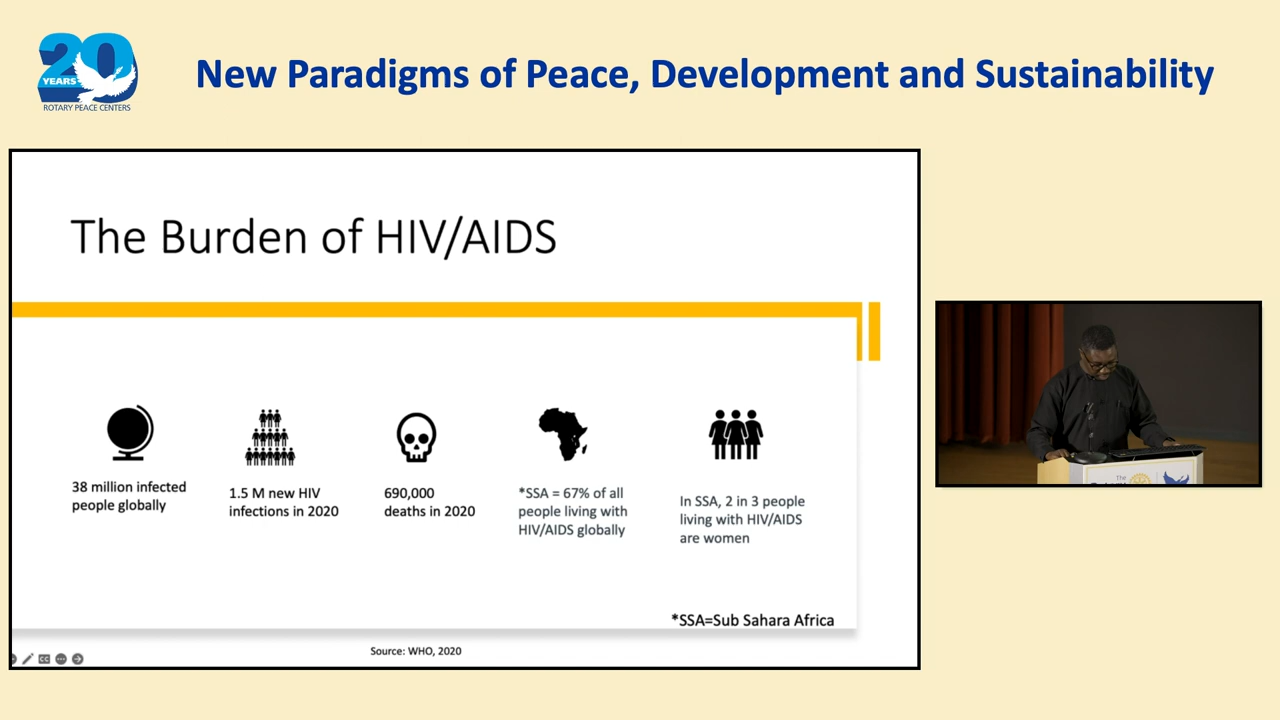 20
YEARS
ROTARY PEACE CENTERS
New Paradigms of Peace, Development and Sustainability
The Burden of HIV/AIDS
38 million infected
people globally
1.5 M new HIV
infections in 2020
690,000
deaths in 2020
*SSA = 67% of all
people living with
HIV/AIDS globally
In SSA, 2 in 3 people
living with HIV/AIDS
are women
*SSA=Sub Sahara Africa
Source: WHO, 2020
CC
The